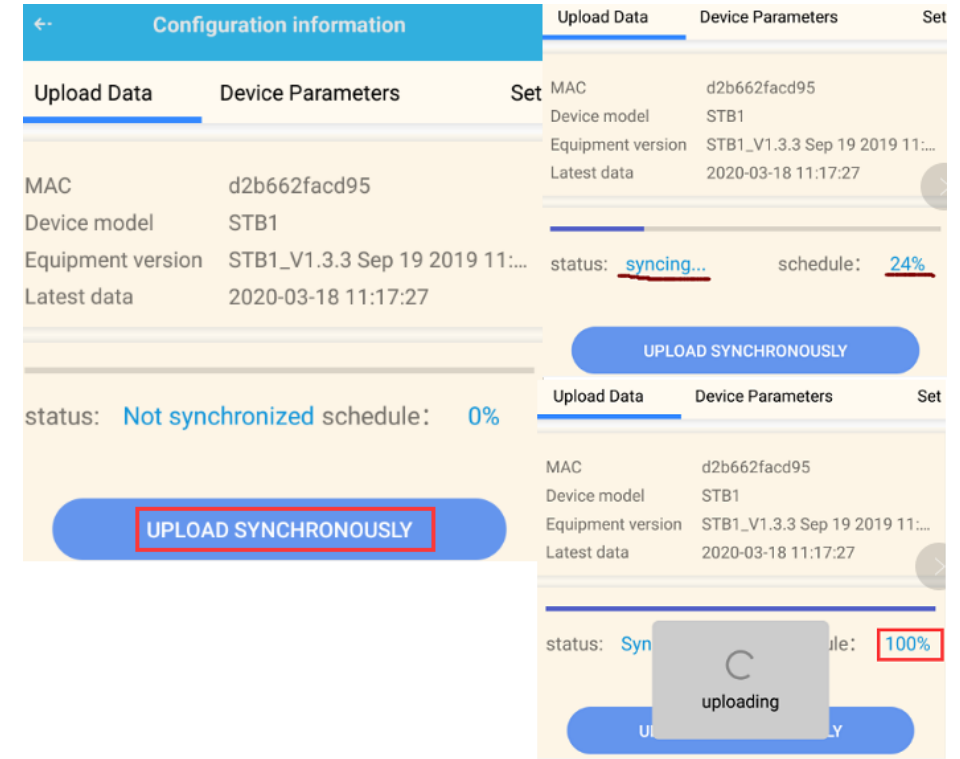 Configuration information
Upload Data Device Parameters Set
MAC d2b662facd95
Device model STB1
Equipment version STB1_V1.3.3 Sep 19 2019 11:...
Latest data 2020-03-18 11:17:27
status: Not synchronized schedule: 0%
UPLOAD SYNCHRONOUSLY
Upload Data Device Parameters Set
MAC d2b662facd95
Device model STB1
Equipment version STB1_V1.3.3 Sep 19 2019 11:...
Latest data 2020-03-18 11:17:27
status: syncing... schedule: 24%
UPLOAD SYNCHRONOUSLY
Upload Data Device Parameters Set
MAC d2b662facd95
Device model STB1
Equipment version STB1_V1.3.3 Sep 19 2019 11:...
Latest data 2020-03-18 11:17:27
status: Syn ule: 100%
uploading
U LY